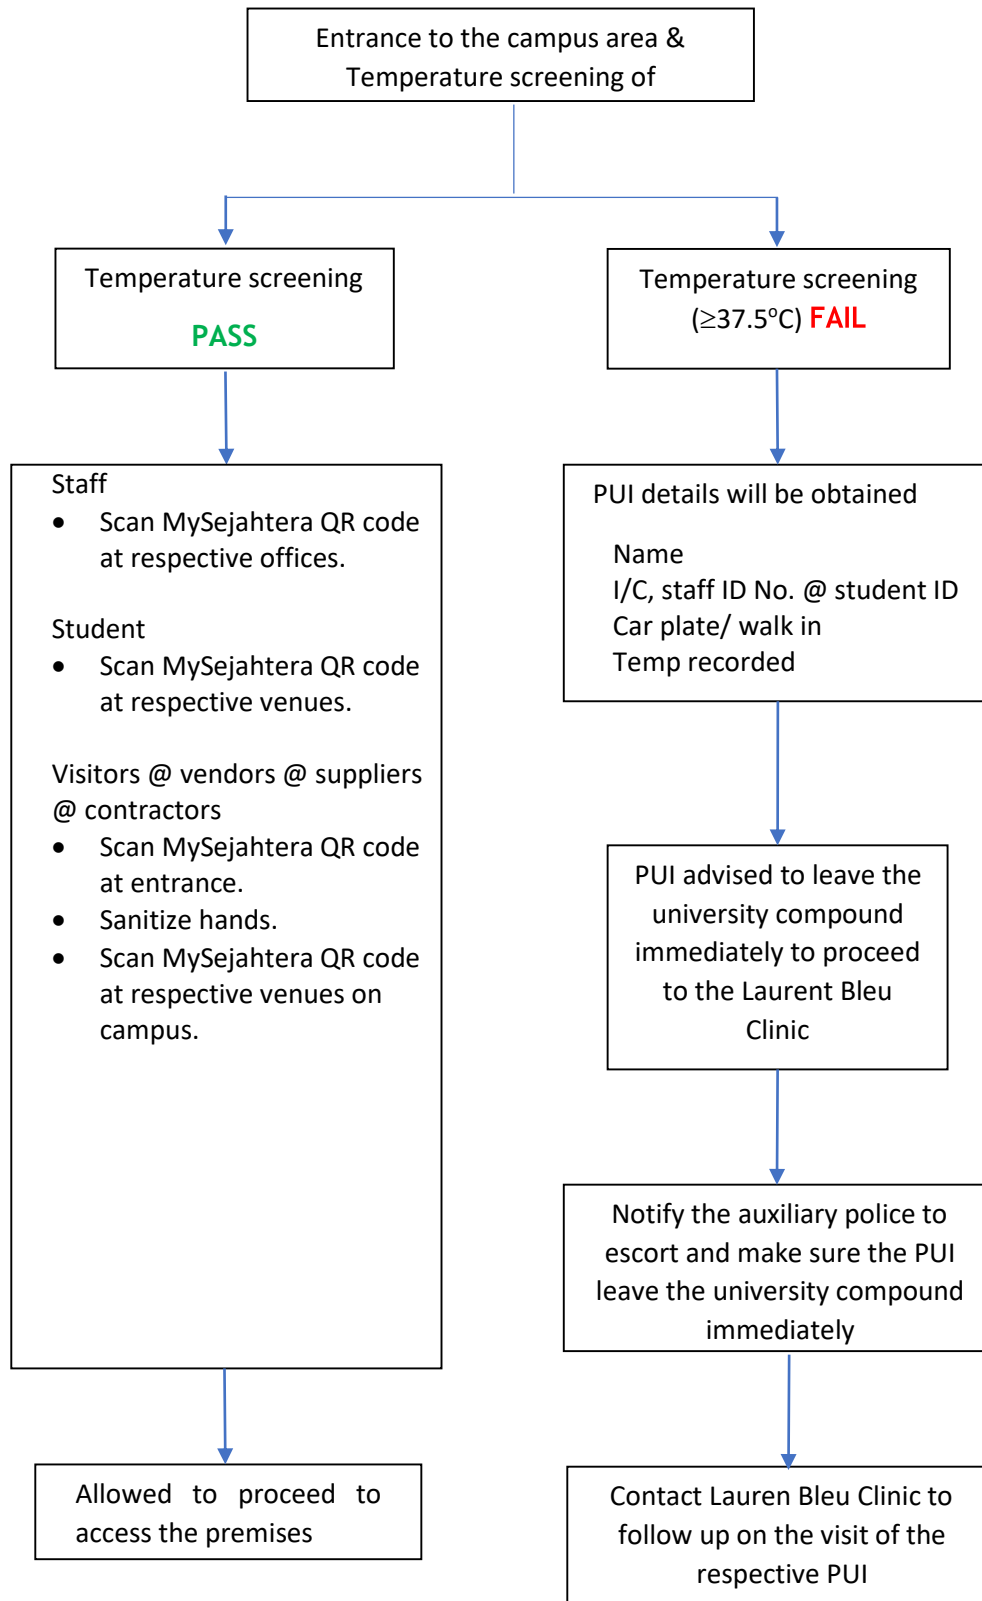 Entrance to the campus area &
Temperature screening of
Temperature screening
PASS
Temperature screening
(≥37.5°C) FAIL
Staff
• Scan MySejahtera QR code
at respective offices.
Student
• Scan MySejahtera QR code
at respective venues.
Visitors @ vendors @ suppliers
@ contractors
• Scan MySejahtera QR code
at entrance.
• Sanitize hands.
• Scan MySejahtera QR code
at respective venues on
campus.
Allowed to proceed to
access the premises
PUI details will be obtained
Name
I/C, staff ID No. @ student ID
Car plate/ walk in
Temp recorded
PUI advised to leave the
university compound
immediately to proceed
to the Laurent Bleu
Clinic
Notify the auxiliary police to
escort and make sure the PUI
leave the university compound
immediately
Contact Lauren Bleu Clinic to
follow up on the visit of the
respective PUI